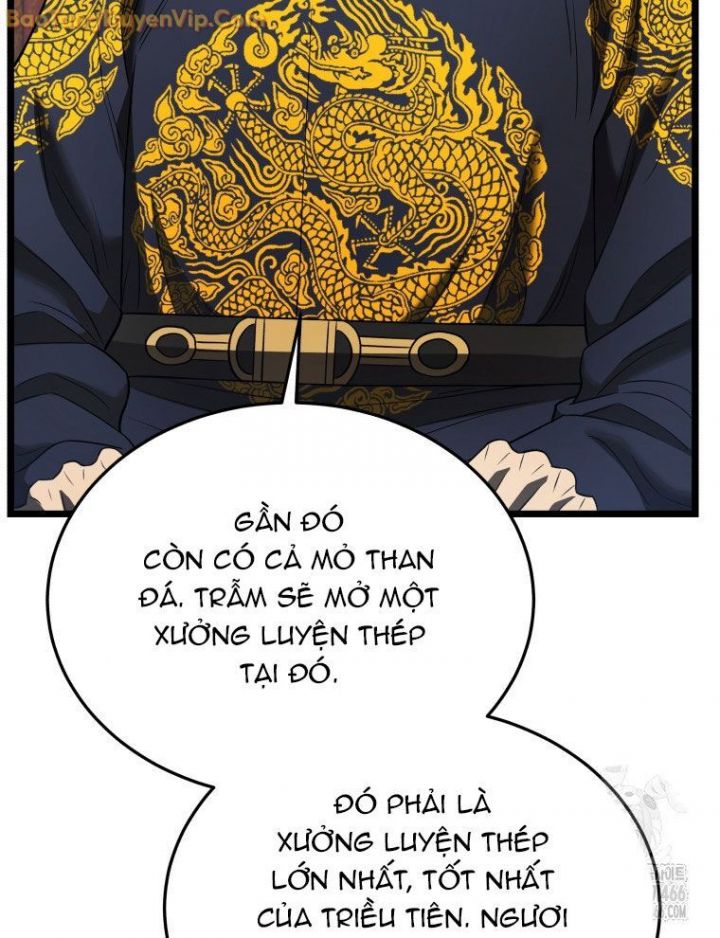 GẦN ĐÓ
CÒN CÓ CẢ MỎ THAN
ĐÁ. TRẪM SẼ MỞ MỘT
XƯỞNG LUYỆN THÉP
TẠI ĐÓ.
ĐÓ PHẢI LÀ
XƯỞNG LUYỆN THÉP
LỚN NHẤT, TỐT NHẤT
CỦA TRIỀU TIÊN. NGƯƠI